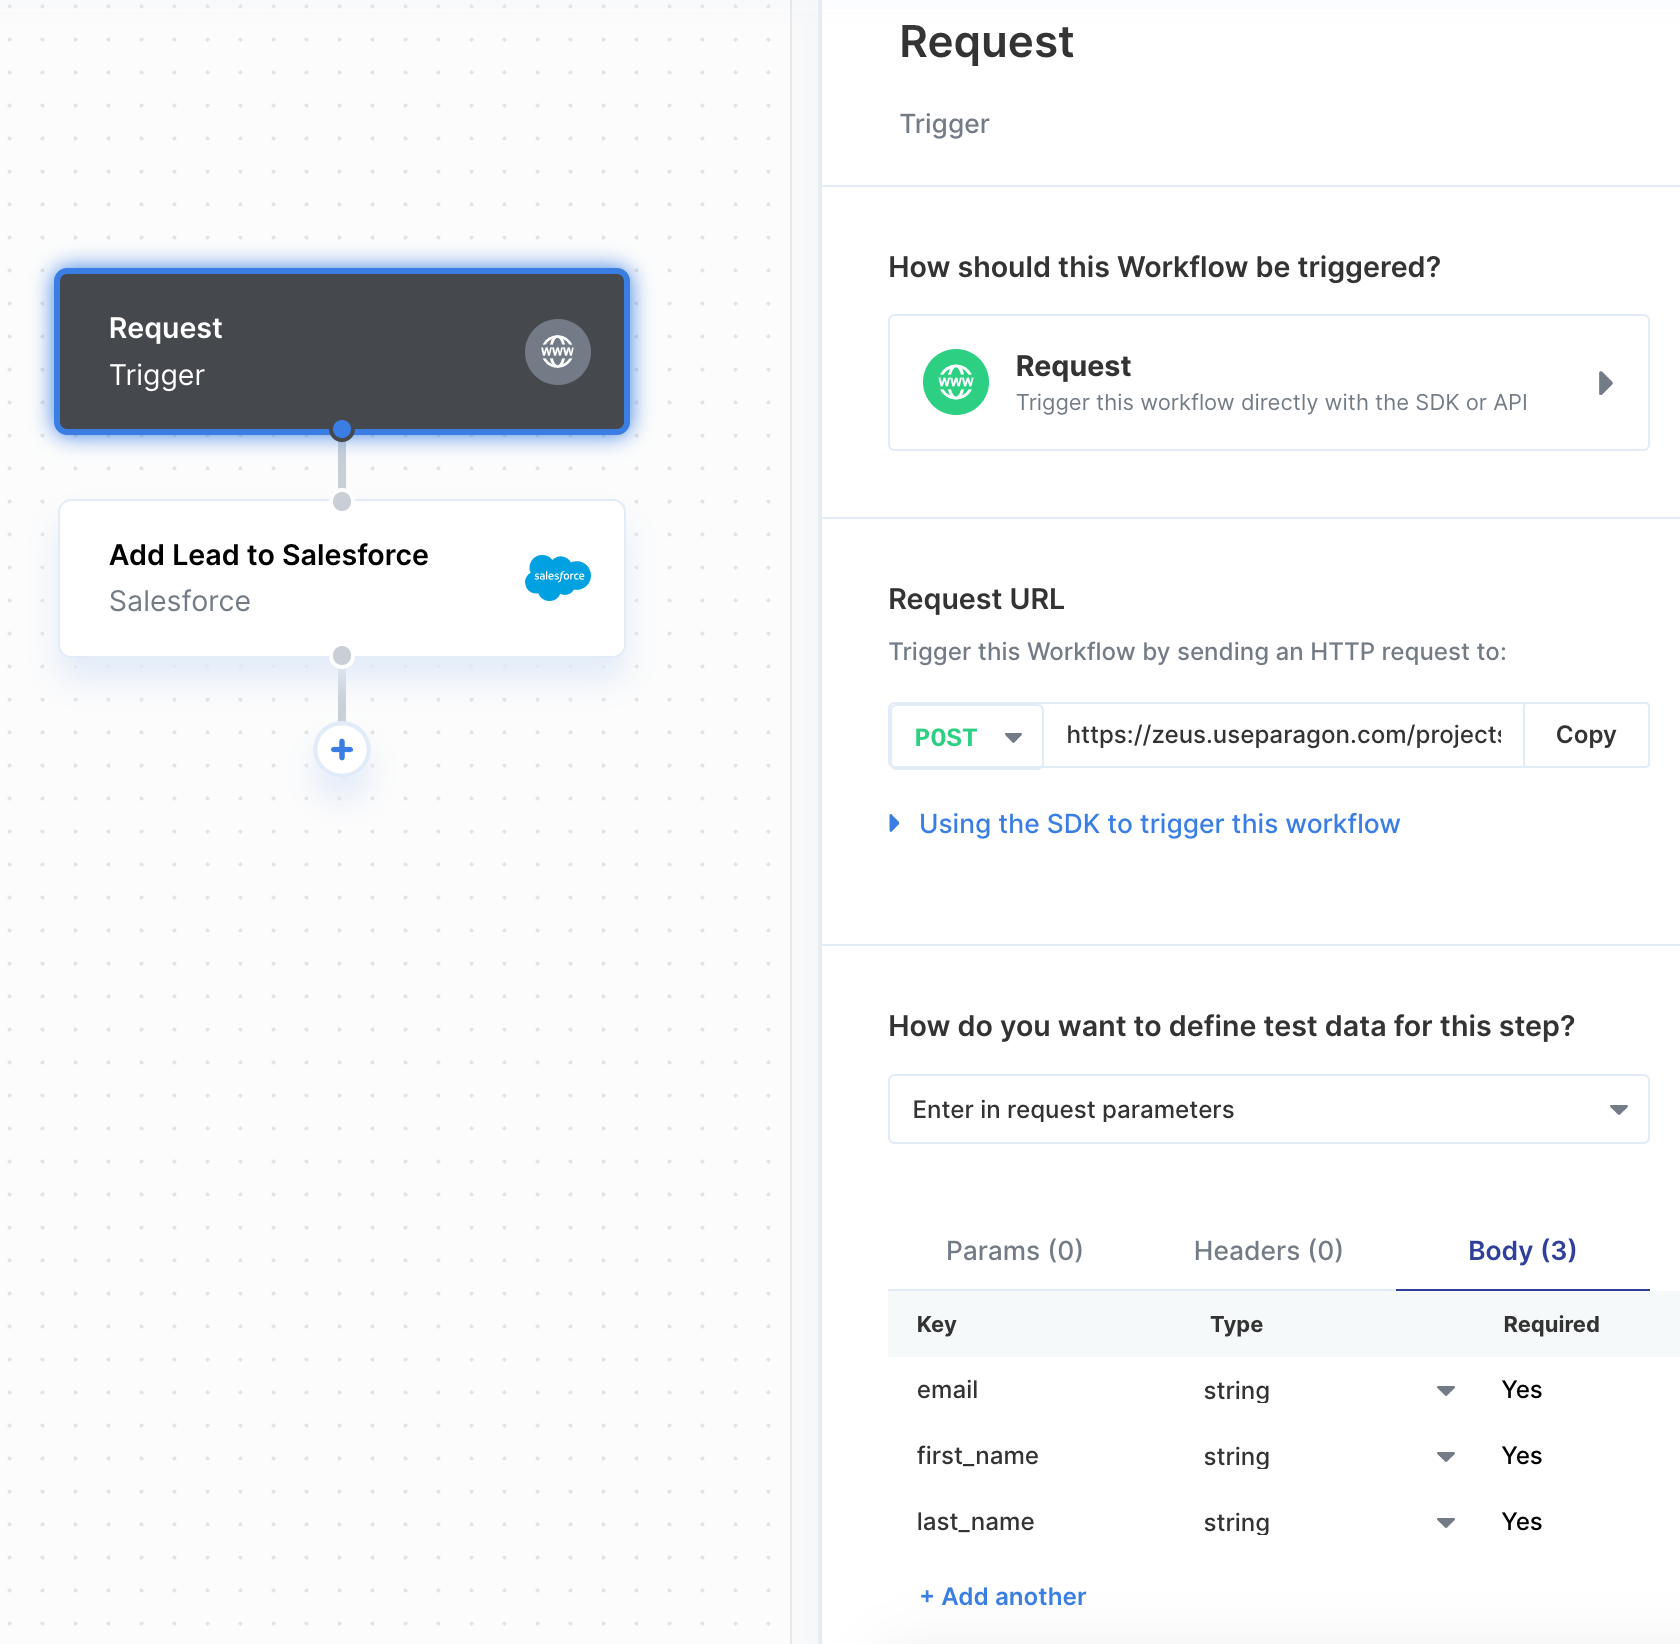 Request
Trigger
www
Add Lead to Salesforce
Salesforce
salesforce
Request
Trigger
How should this Workflow be triggered?
www
Request
Trigger this workflow directly with the SDK or API
Request URL
Trigger this Workflow by sending an HTTP request to:
POST https://zeus.useparagon.com/projects Copy
Using the SDK to trigger this workflow
How do you want to define test data for this step?
Enter in request parameters
Params (0) Headers (0) Body (3)
Key Type Required
email string Yes
first_name string Yes
last_name string Yes
+ Add another